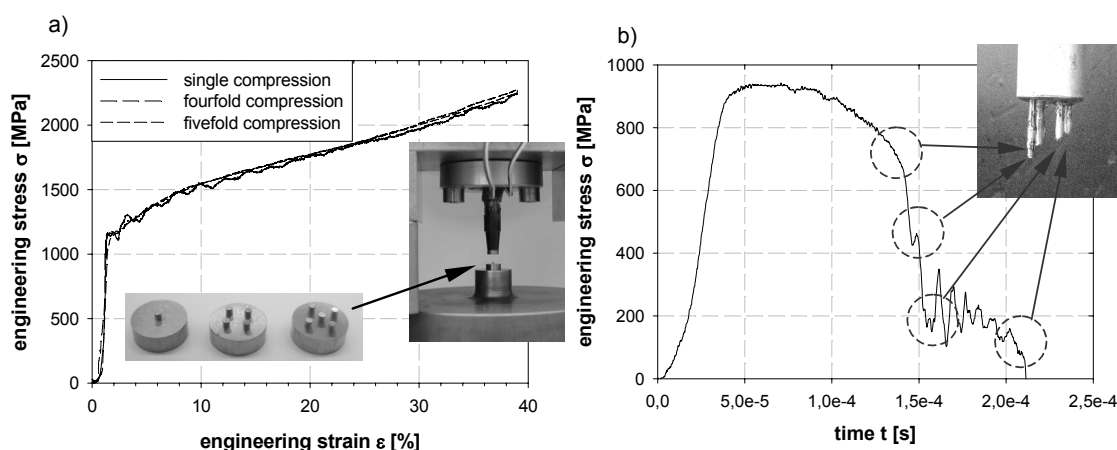 a)
engineering stress σ [MPa]
2500
2000
1500
1000
500
0
single compression
fourfold compression
fivefold compression
0 10 20 30 40
engineering strain ε [%]
b)
engineering stress σ [MPa]
1000
800
600
400
200
0
0,0 5,0e-5 1,0e-4 1,5e-4 2,0e-4 2,5e-4
time t [s]